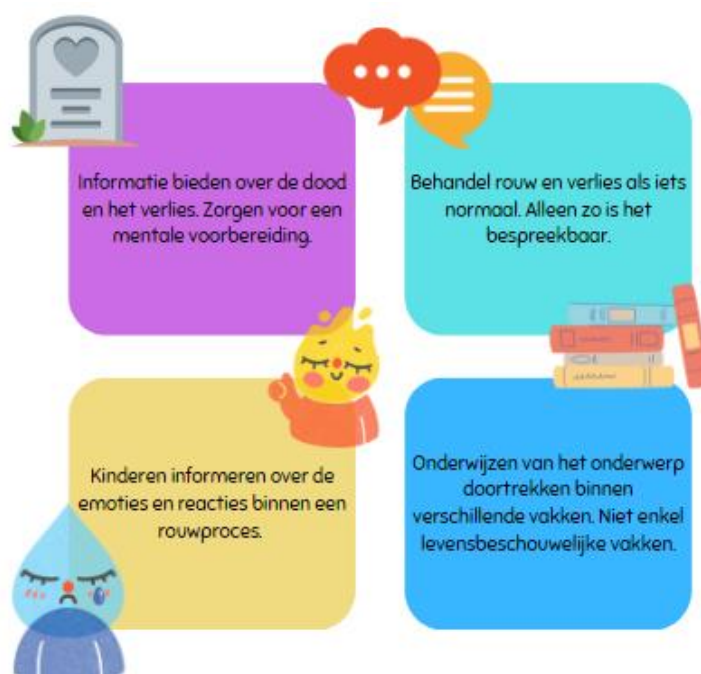 Informatie bieden over de dood
en het verlies. Zorgen voor een
mentale voorbereiding.
Behandel rouw en verlies als iets
normaal. Alleen zo is het
bespreekbaar.
Kinderen informeren over de
emoties en reacties binnen een
rouwproces.
Onderwijzen van het onderwerp
doortrekken binnen
verschillende vakken. Niet enkel
levensbeschouwelijke vakken.